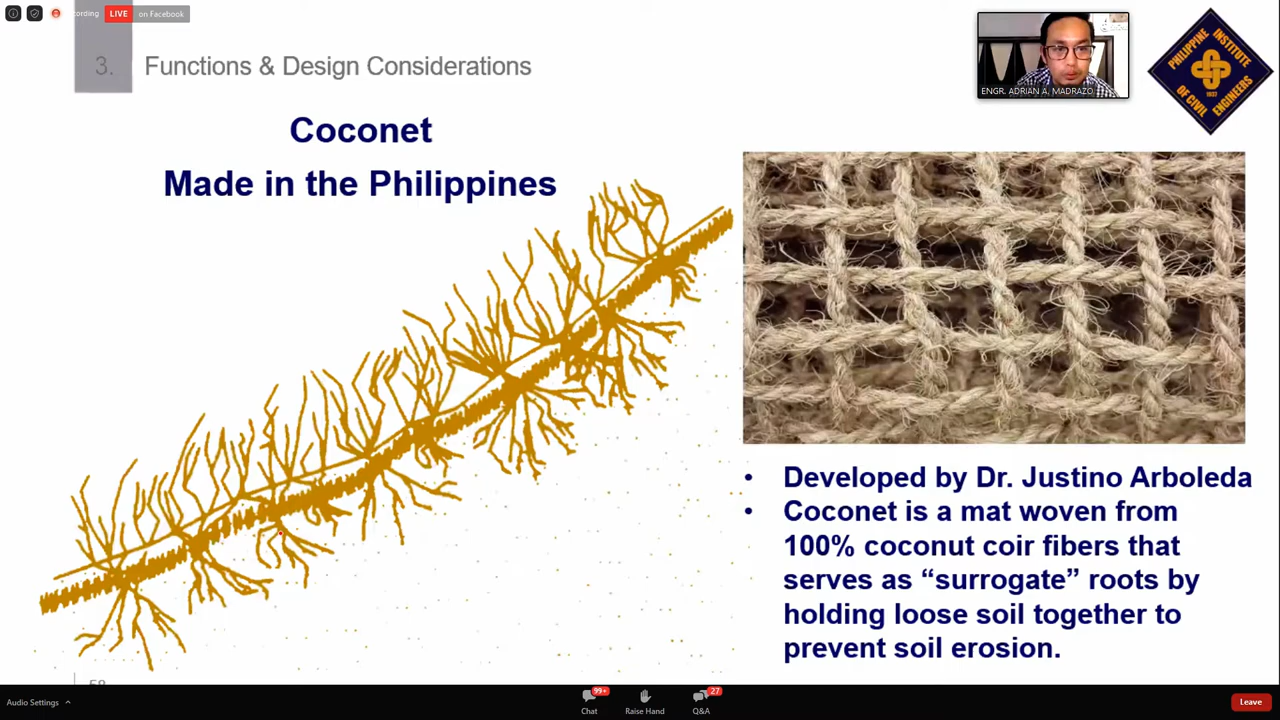 cording LIVE on Facebook
3. Functions & Design Considerations
ENGR. ADRIAN A. MADRAZO
PHILIPPINE INSTITUTE
OF CIVIL ENGINEERS
Coconet
Made in the Philippines
• Developed by Dr. Justino Arboleda
• Coconet is a mat woven from
100% coconut coir fibers that
serves as “surrogate” roots by
holding loose soil together to
prevent soil erosion.
58
Audio Settings
99+
27
Chat
Raise Hand
Q&A
Leave